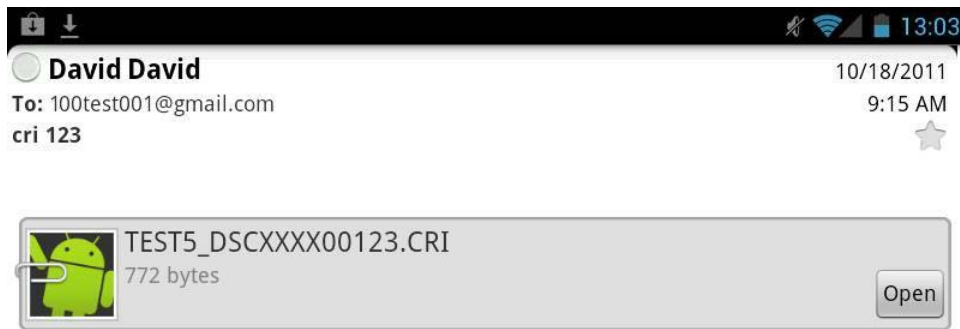 13:03
David David 10/18/2011
To: 100test001@gmail.com 9:15 AM
cri 123
TEST5_DSCXXXX00123.CRI
772 bytes
Open